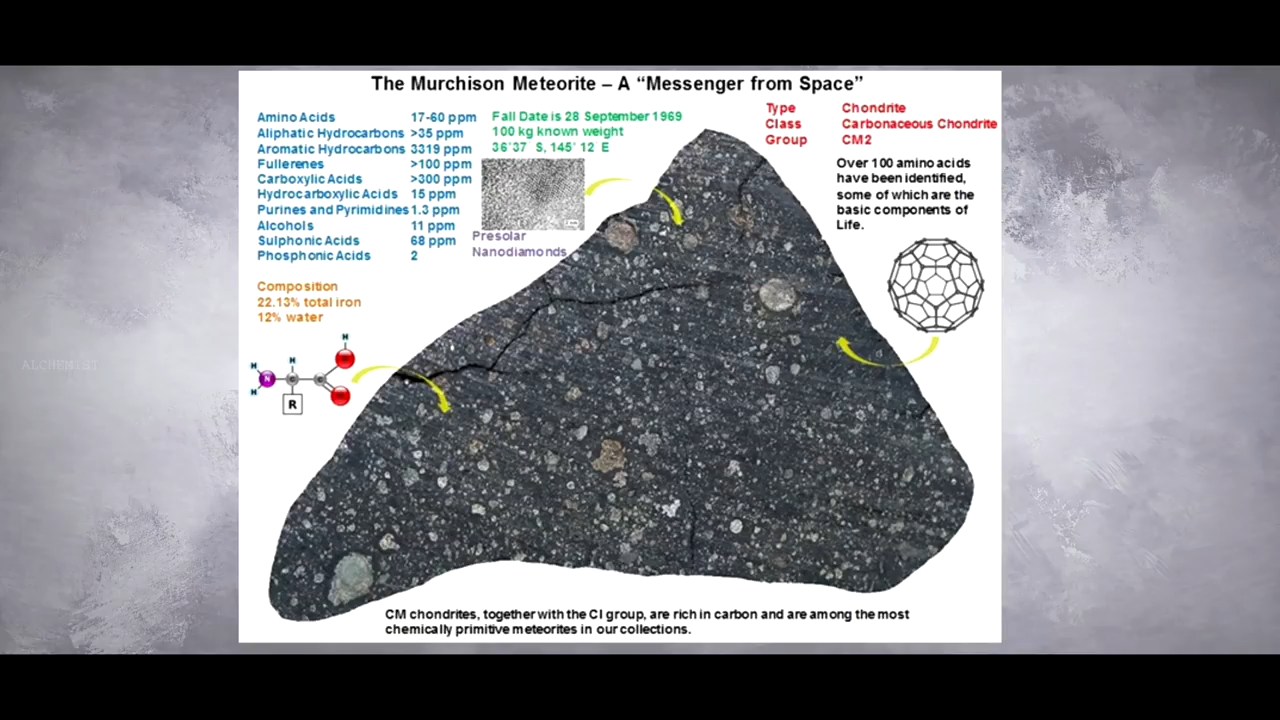 The Murchison Meteorite – A “Messenger from Space”
Amino Acids 17-60 ppm
Aliphatic Hydrocarbons >35 ppm
Aromatic Hydrocarbons 3319 ppm
Fullerenes >100 ppm
Carboxylic Acids >300 ppm
Hydrocarboxylic Acids 15 ppm
Purines and Pyrimidines 1.3 ppm
Alcohols 11 ppm
Sulphonic Acids 68 ppm
Phosphonic Acids 2
Fall Date is 28 September 1969
100 kg known weight
36°37' S, 145° 12' E
Type Chondrite
Class Carbonaceous Chondrite
Group CM2
Over 100 amino acids
have been identified,
some of which are the
basic components of
Life.
Presolar
Nanodiamonds
Composition
22.13% total iron
12% water
H
H H
N C C
H
R
ALCHEMIST
CM chondrites, together with the CI group, are rich in carbon and are among the most
chemically primitive meteorites in our collections.